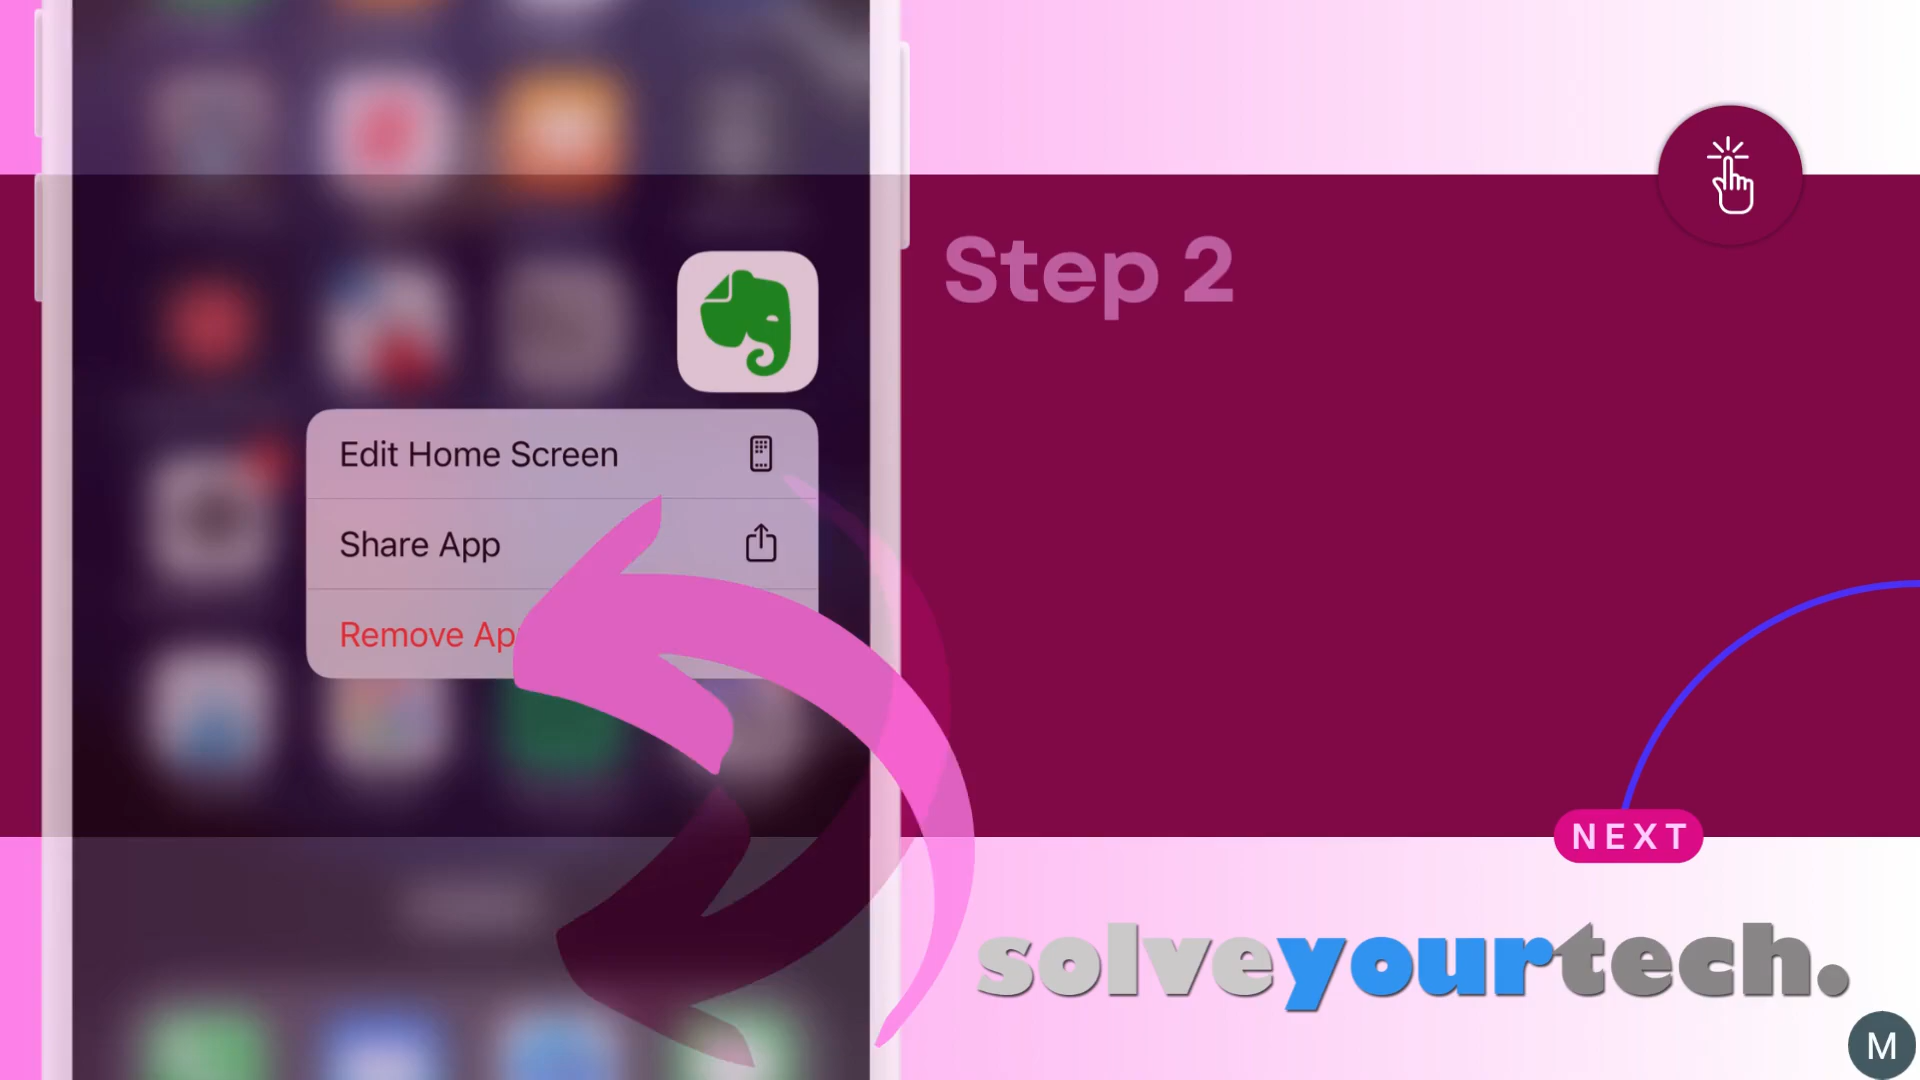 Step 2
Edit Home Screen
Share App
Remove Ap
NEXT
solveyourtech.
M